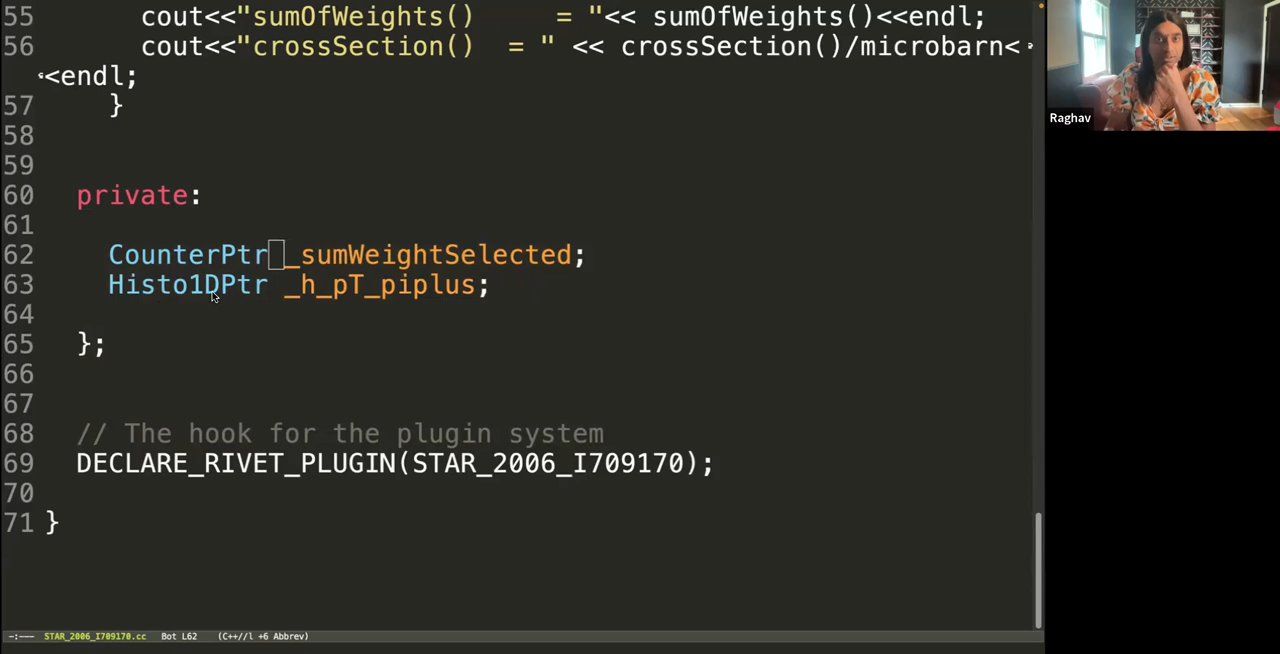 55 cout<<"sumOfWeights() = "<< sumOfWeights()<<endl;
56 cout<<"crossSection() = " << crossSection()/microbarn<
<endl;
57 }
58
59
60 private:
61
62 CounterPtr _sumWeightSelected;
63 Histo1DPtr _h_pT_piplus;
64
65 };
66
67
68 // The hook for the plugin system
69 DECLARE_RIVET_PLUGIN(STAR_2006_I709170);
70
71 }
-:--- STAR_2006_I709170.cc Bot L62 (C++//l +6 Abbrev)
Raghav